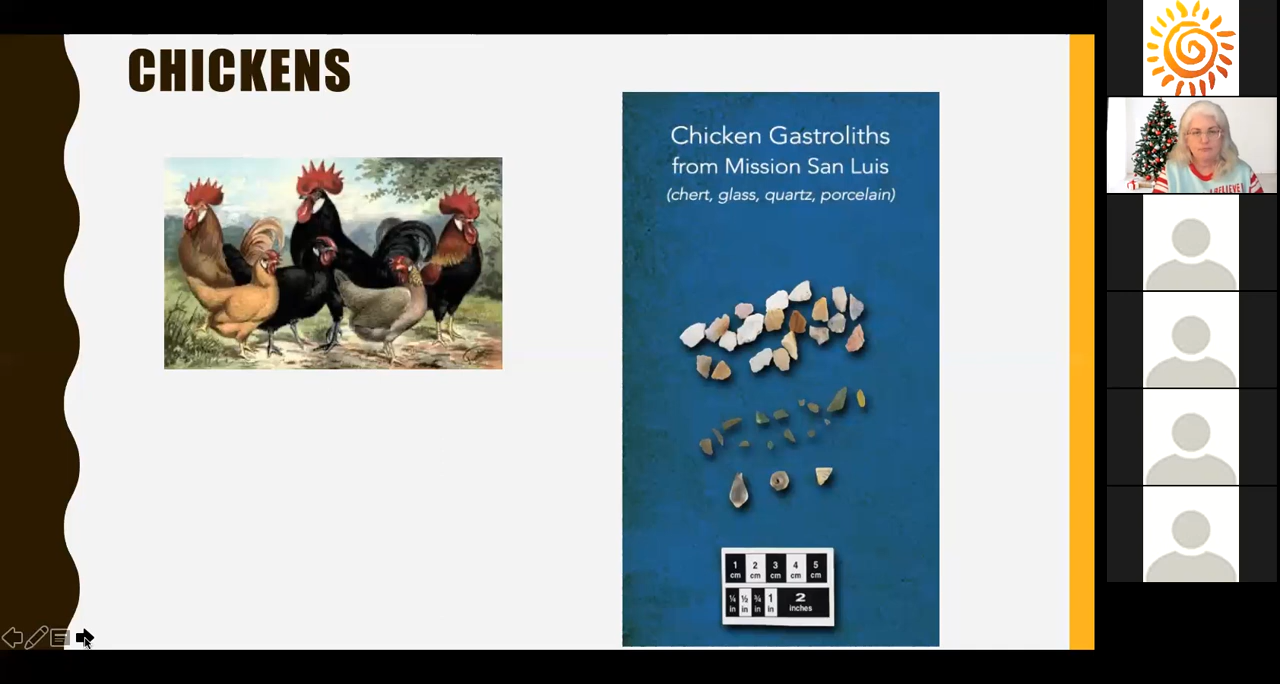 CHICKENS
Chicken Gastroliths
from Mission San Luis
(chert, glass, quartz, porcelain)
1 2 3 4 5
cm cm cm cm cm
¼ ½ ¾ 1 2
in in in in inches
BELIEVE!